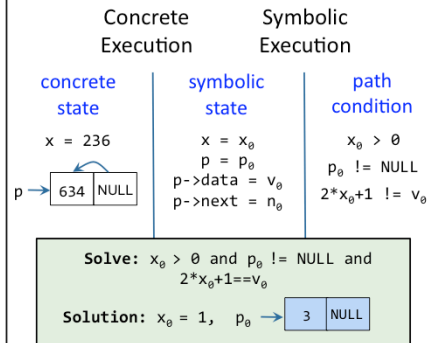 Concrete Execution
Symbolic Execution
concrete state
symbolic state
path condition
x = 236
p
634
NULL
x = x₀
p = p₀
p->data = v₀
p->next = n₀
x₀ > 0
p₀ != NULL
2*x₀+1 != v₀
Solve: x₀ > 0 and p₀ != NULL and
2*x₀+1==v₀
Solution: x₀ = 1, p₀
3
NULL